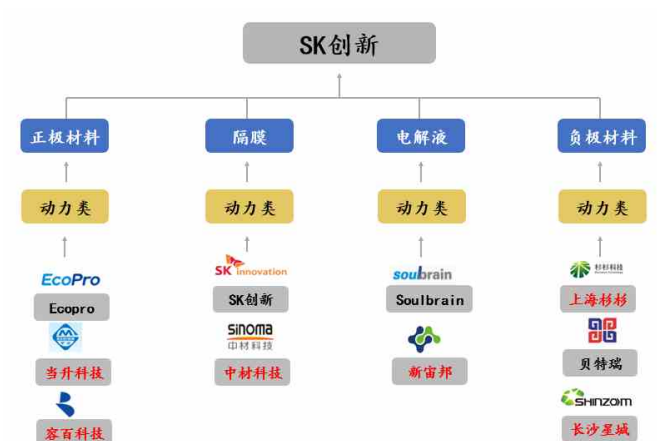 SK创新
正极材料
隔膜
电解液
负极材料
动力类
动力类
动力类
动力类
EcoPro
SK innovation
soulbrain
杉杉科技
Ecopro
SK创新
Soulbrain
上海杉杉
sinoma
中材科技
当升科技
中材科技
新宙邦
贝特瑞
SHINZOOM
容百科技
长沙星城